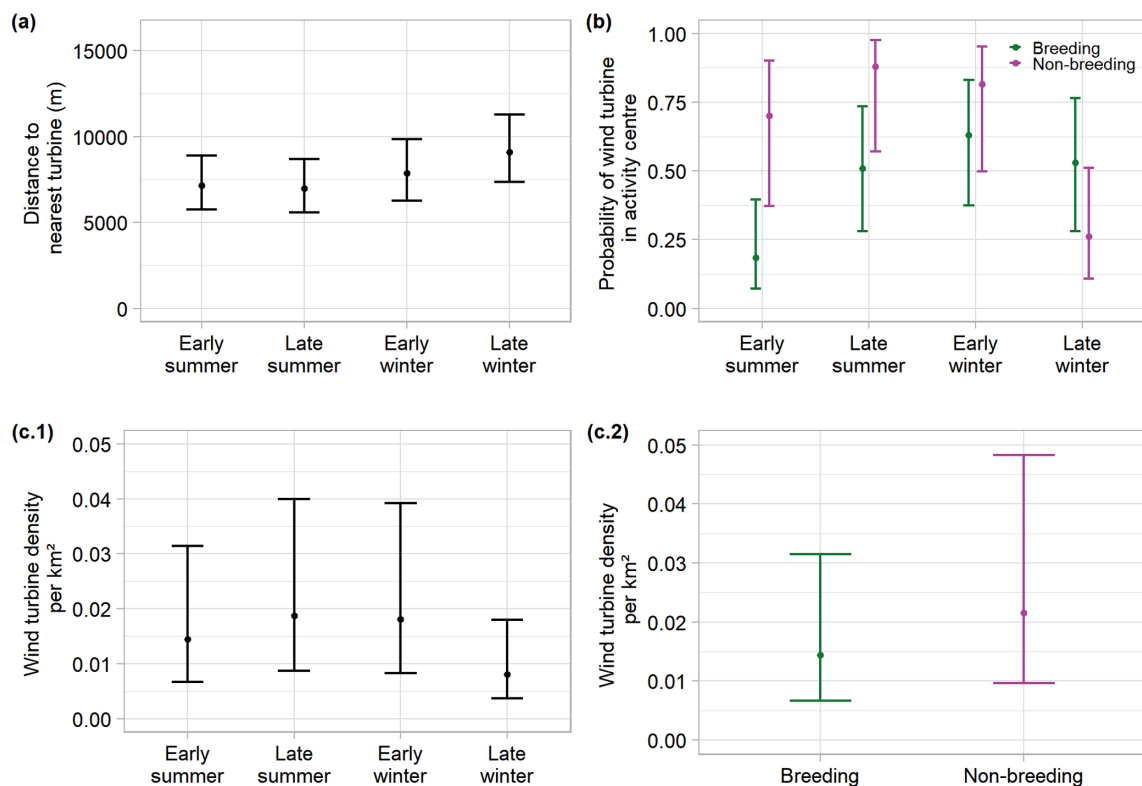 (a)
Distance to
nearest turbine (m)
15000
10000
5000
0
Early
summer
Late
summer
Early
winter
Late
winter
(b)
Probability of wind turbine
in activity centre
1.00
0.75
0.50
0.25
0.00
Breeding
Non-breeding
Early
summer
Late
summer
Early
winter
Late
winter
(c.1)
Wind turbine density
per km²
0.05
0.04
0.03
0.02
0.01
0.00
Early
summer
Late
summer
Early
winter
Late
winter
(c.2)
Wind turbine density
per km²
0.05
0.04
0.03
0.02
0.01
0.00
Breeding
Non-breeding